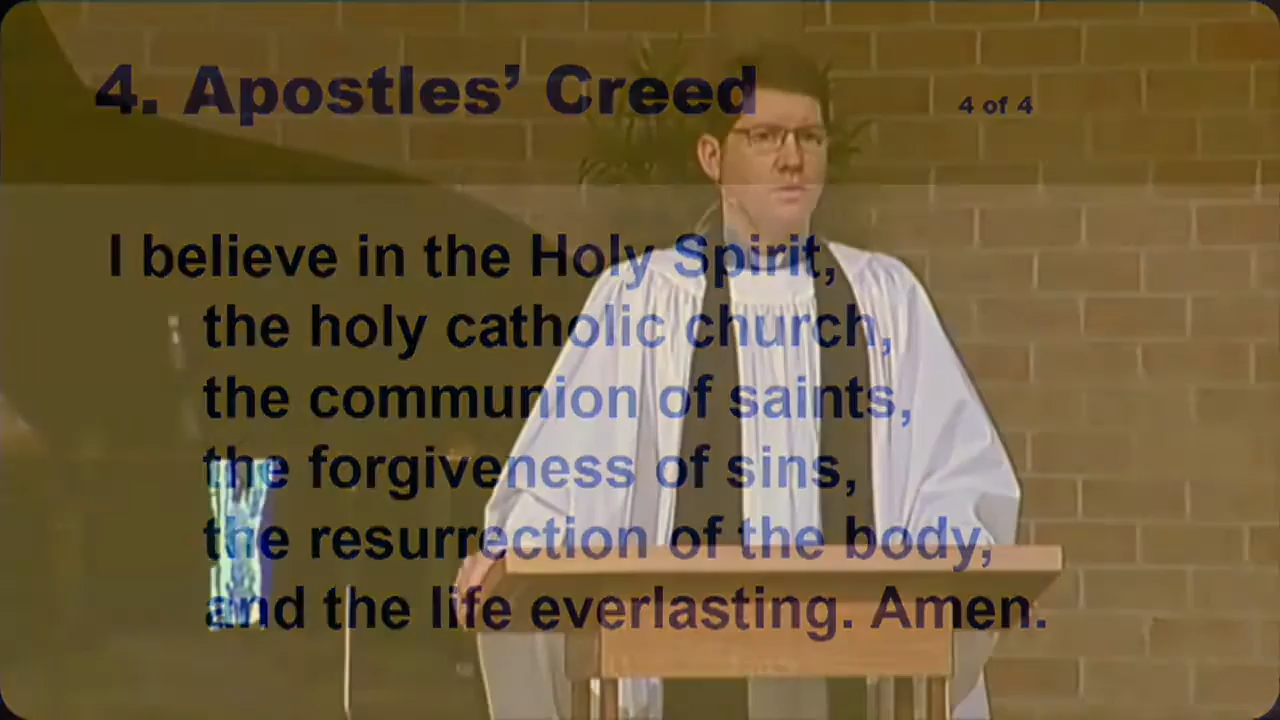 4. Apostles' Creed
4 of 4
I believe in the Holy Spirit,
the holy catholic church,
the communion of saints,
the forgiveness of sins,
the resurrection of the body,
and the life everlasting. Amen.